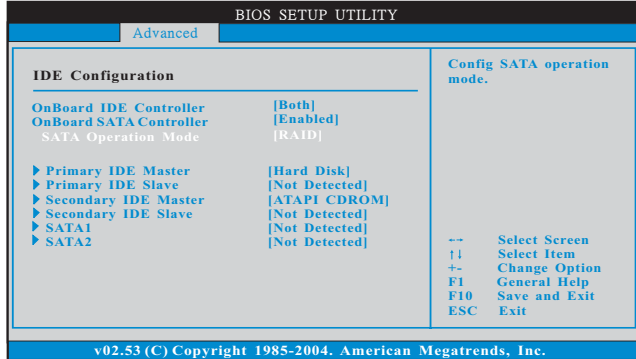 BIOS SETUP UTILITY
Advanced
IDE Configuration
OnBoard IDE Controller [Both]
OnBoard SATA Controller [Enabled]
SATA Operation Mode [RAID]
Primary IDE Master [Hard Disk]
Primary IDE Slave [Not Detected]
Secondary IDE Master [ATAPI CDROM]
Secondary IDE Slave [Not Detected]
SATA1 [Not Detected]
SATA2 [Not Detected]
Config SATA operation
mode.
←→ Select Screen
↑↓ Select Item
+- Change Option
F1 General Help
F10 Save and Exit
ESC Exit
v02.53 (C) Copyright 1985-2004. American Megatrends, Inc.